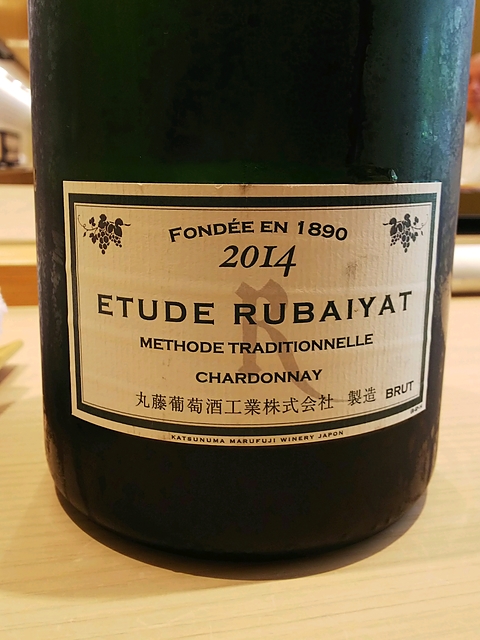 FONDÉE EN 1890
2014
ETUDE RUBAIYAT
METHODE TRADITIONNELLE
CHARDONNAY
丸藤葡萄酒工業株式会社 製造 BRUT
KATSUNUMA MARUFUJI WINERY JAPON